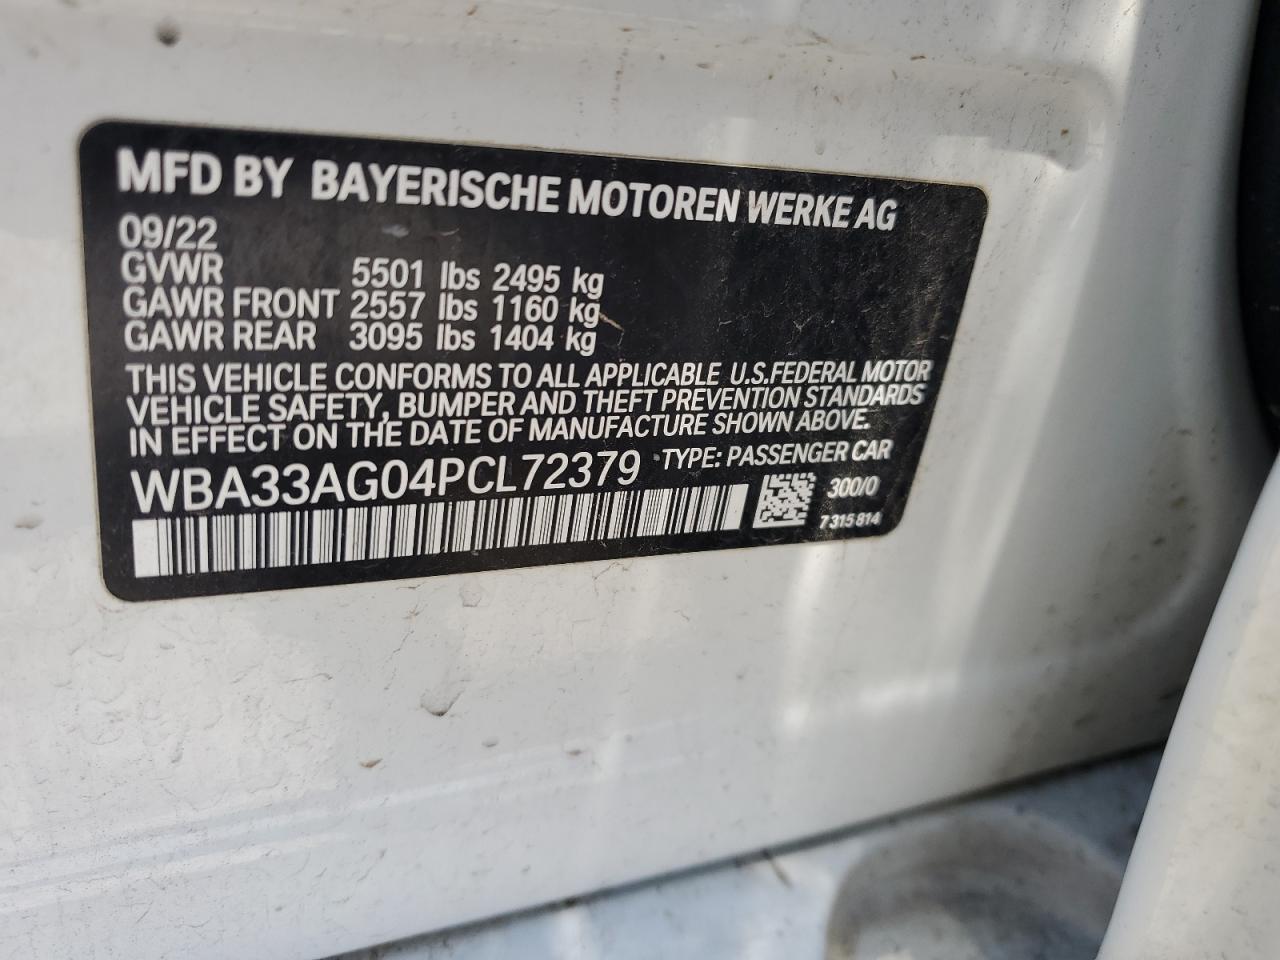 MFD BY BAYERISCHE MOTOREN WERKE AG
09/22
GVWR 5501 lbs 2495 kg
GAWR FRONT 2557 lbs 1160 kg
GAWR REAR 3095 lbs 1404 kg
THIS VEHICLE CONFORMS TO ALL APPLICABLE U.S.FEDERAL MOTOR
VEHICLE SAFETY, BUMPER AND THEFT PREVENTION STANDARDS
IN EFFECT ON THE DATE OF MANUFACTURE SHOWN ABOVE.
WBA33AG04PCL72379 TYPE: PASSENGER CAR
300/0
7 315 814